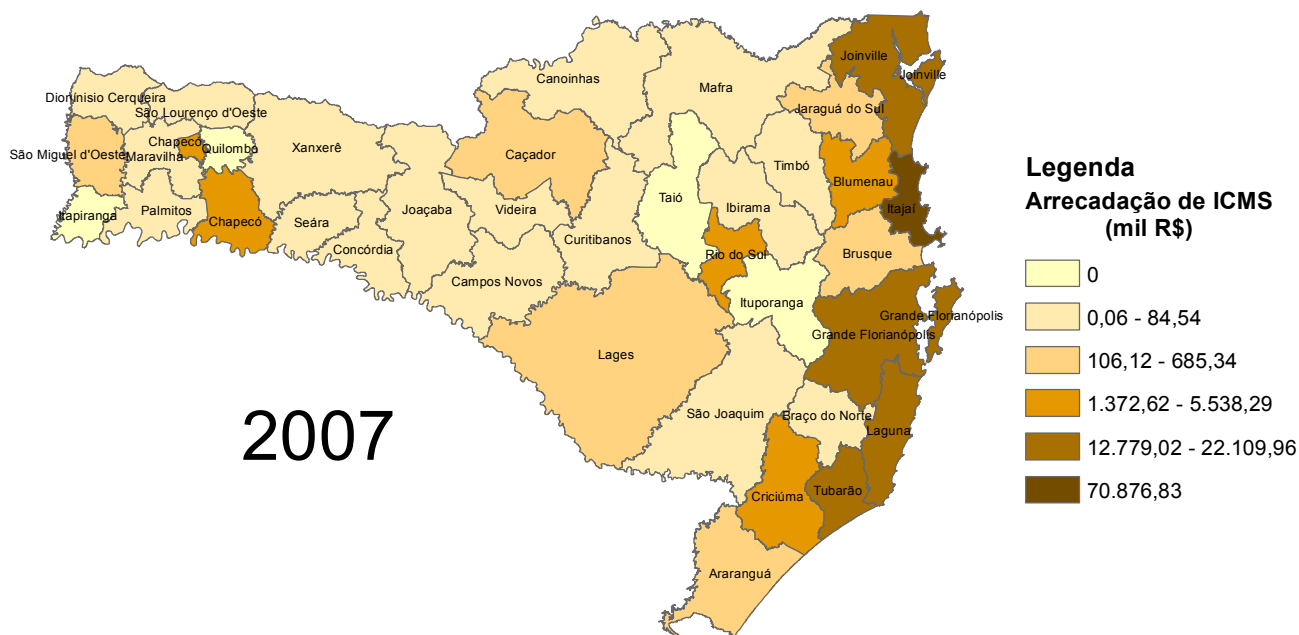 Joinville
Joinville
Canoinhas
Mafra
Dionínisio Cerqueira
São Lourenço d'Oeste
Jaraguá do Sul
Chapecó
Quilombo
Xanxerê
São Miguel d'Oeste
Maravilha
Caçador
Timbó
Blumenau
Taió
Itapiranga
Palmitos
Chapecó
Seára
Joaçaba
Videira
Ibirama
Itajaí
Curitibanos
Concórdia
Rio do Sul
Brusque
Campos Novos
Ituporanga
Grande Florianópolis
Grande Florianópolis
Lages
São Joaquim
Braço do Norte
Laguna
2007
Criciúma
Tubarão
Araranguá
Legenda
Arrecadação de ICMS
(mil R$)
0
0,06 - 84,54
106,12 - 685,34
1.372,62 - 5.538,29
12.779,02 - 22.109,96
70.876,83